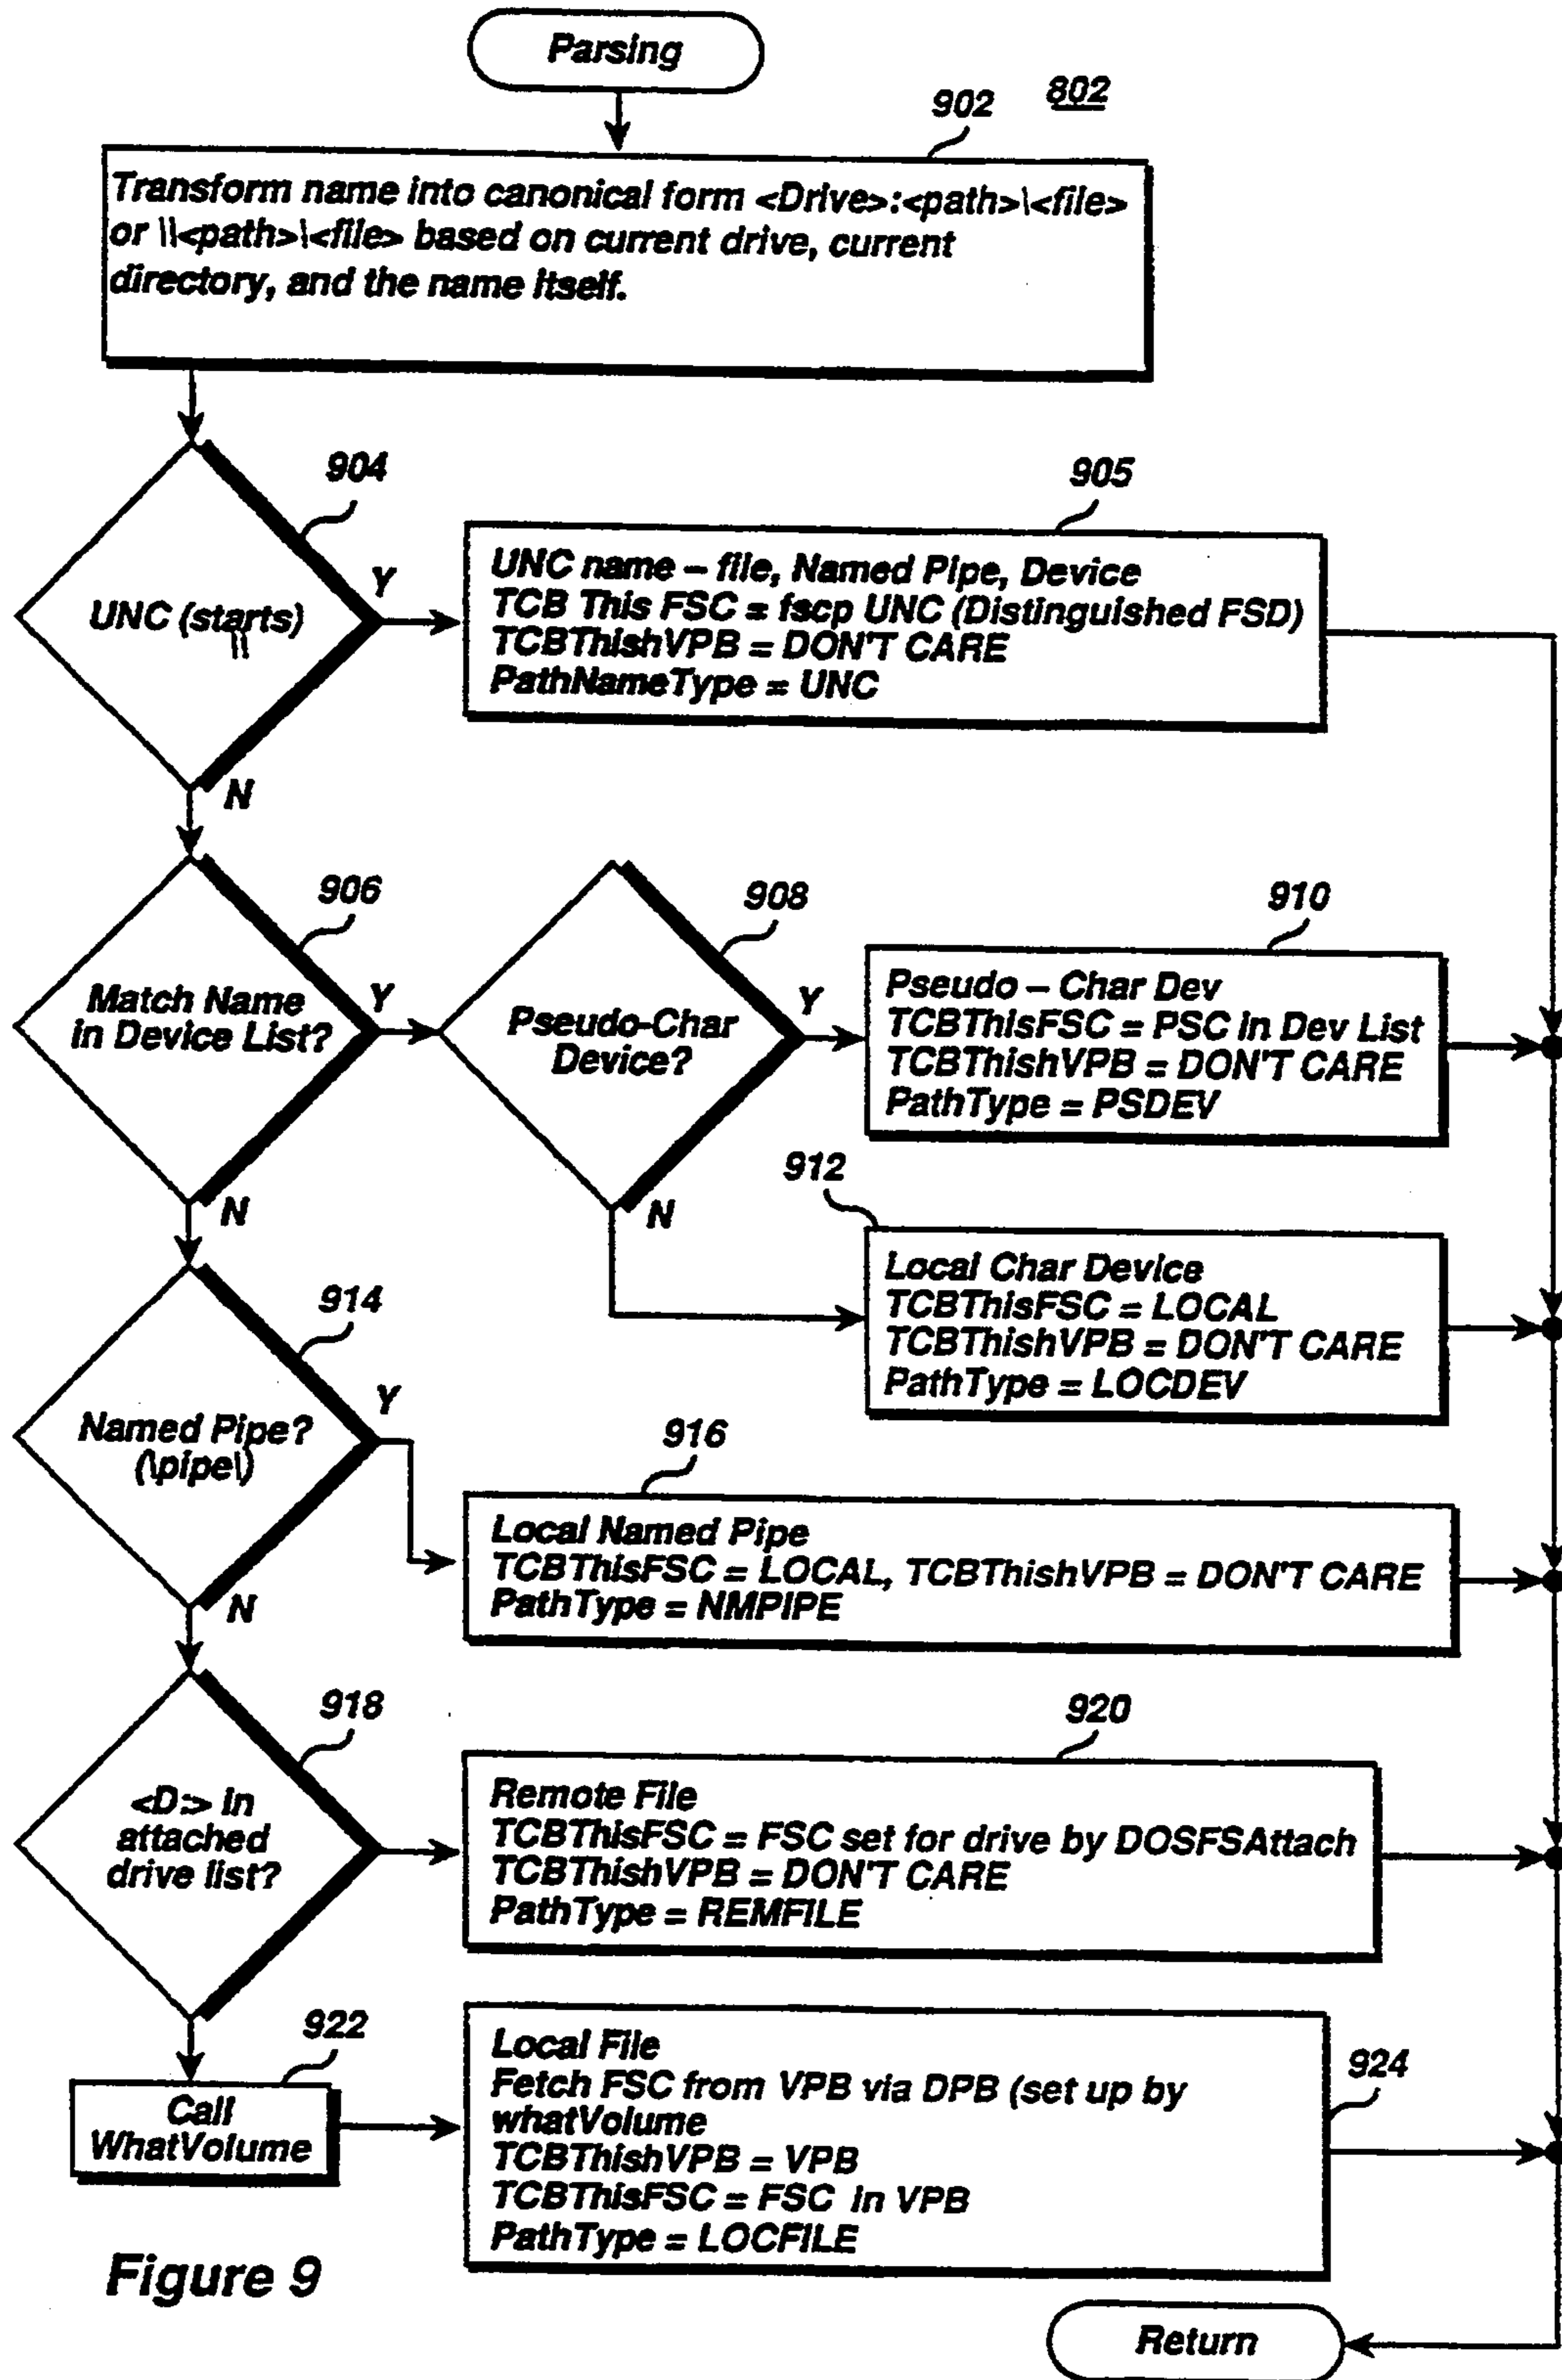 Parsing
902
802
Transform name into canonical form <Drive>:<path>\<file>
or \\<path>\<file> based on current drive, current
directory, and the name itself.
904
905
UNC (starts)
\\
Y
N
UNC name – file, Named Pipe, Device
TCB This FSC = fscp UNC (Distinguished FSD)
TCBThishVPB = DON'T CARE
PathNameType = UNC
906
908
910
Match Name
in Device List?
Y
N
Pseudo-Char
Device?
Y
N
Pseudo – Char Dev
TCBThisFSC = PSC in Dev List
TCBThishVPB = DON'T CARE
PathType = PSDEV
912
Local Char Device
TCBThisFSC = LOCAL
TCBThishVPB = DON'T CARE
PathType = LOCDEV
914
Named Pipe?
(\pipe\)
Y
N
916
Local Named Pipe
TCBThisFSC = LOCAL, TCBThishVPB = DON'T CARE
PathType = NMPIPE
918
<D:> in
attached
drive list?
920
Remote File
TCBThisFSC = FSC set for drive by DOSFSAttach
TCBThishVPB = DON'T CARE
PathType = REMFILE
922
Call
WhatVolume
924
Local File
Fetch FSC from VPB via DPB (set up by
whatVolume
TCBThishVPB = VPB
TCBThisFSC = FSC in VPB
PathType = LOCFILE
Figure 9
Return